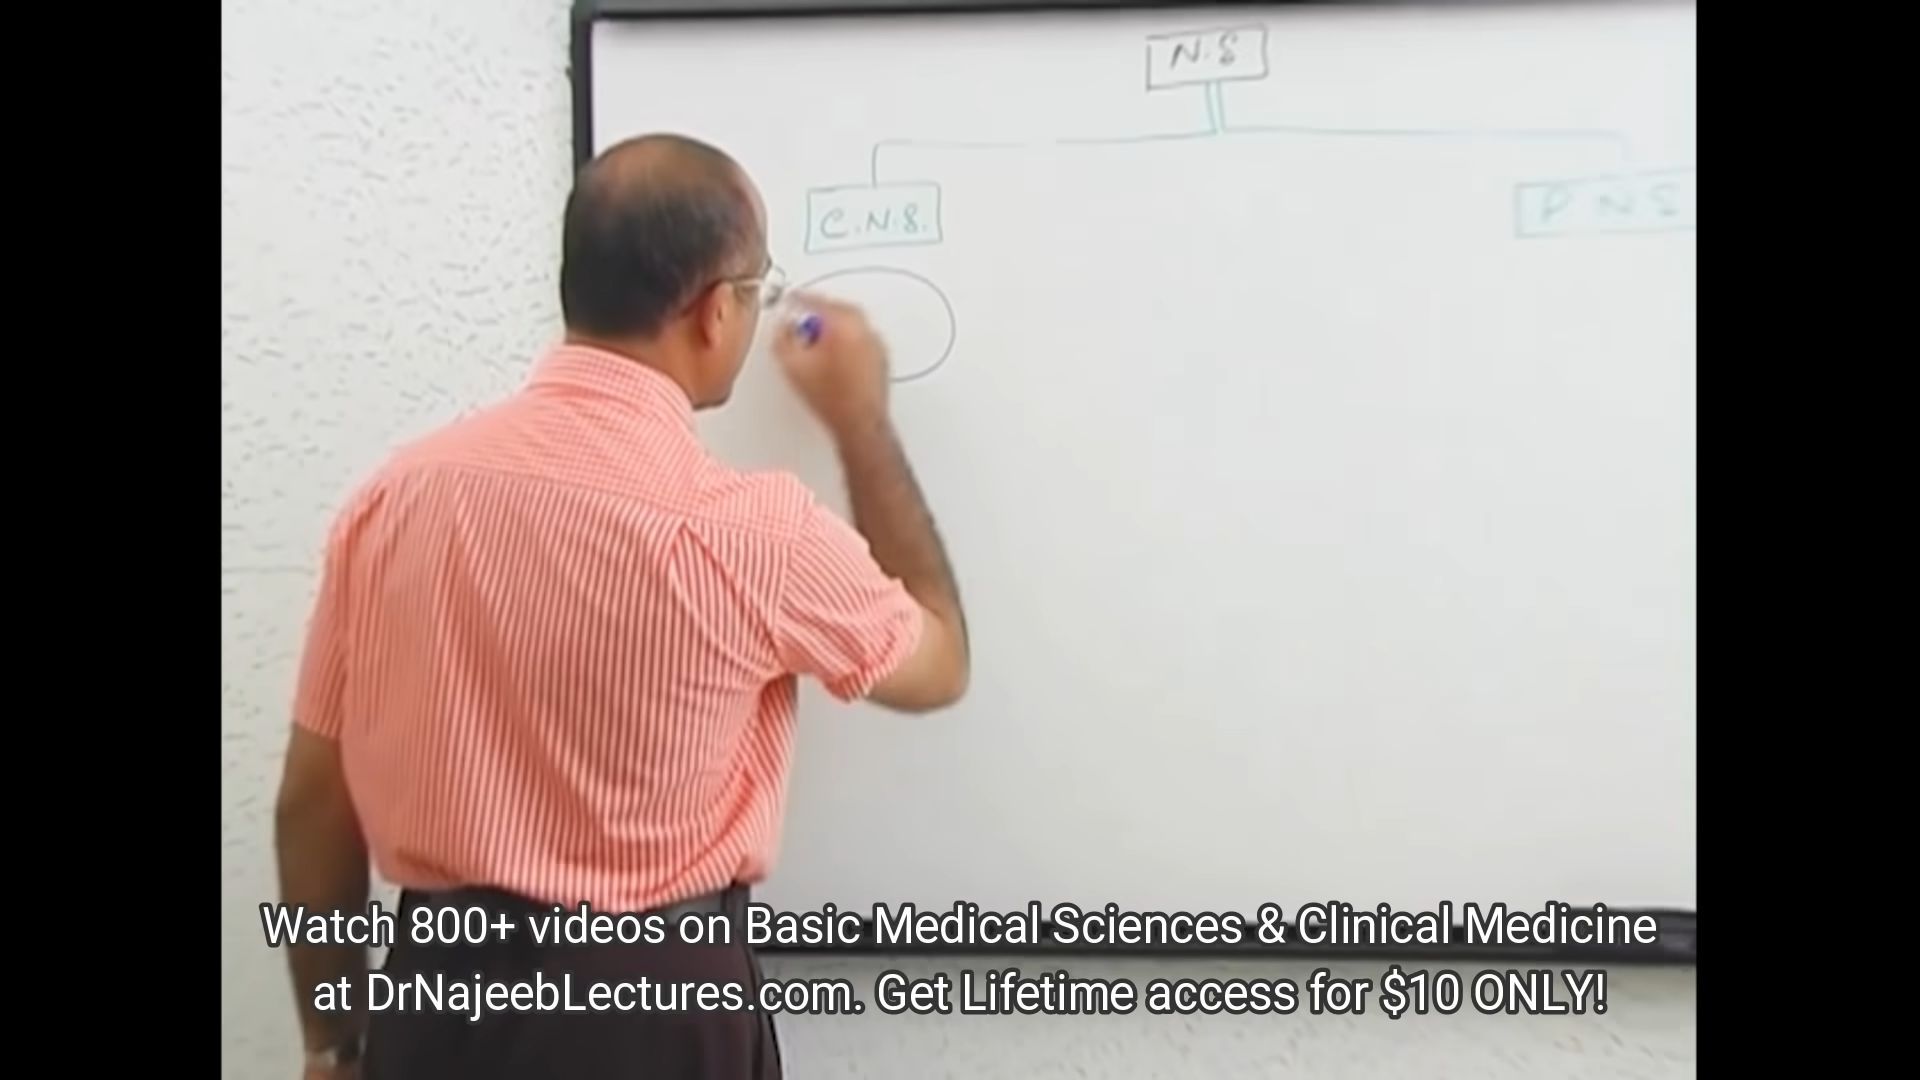 N.S
C.N.S.
P N S
Watch 800+ videos on Basic Medical Sciences & Clinical Medicine
at DrNajeebLectures.com. Get Lifetime access for $10 ONLY!